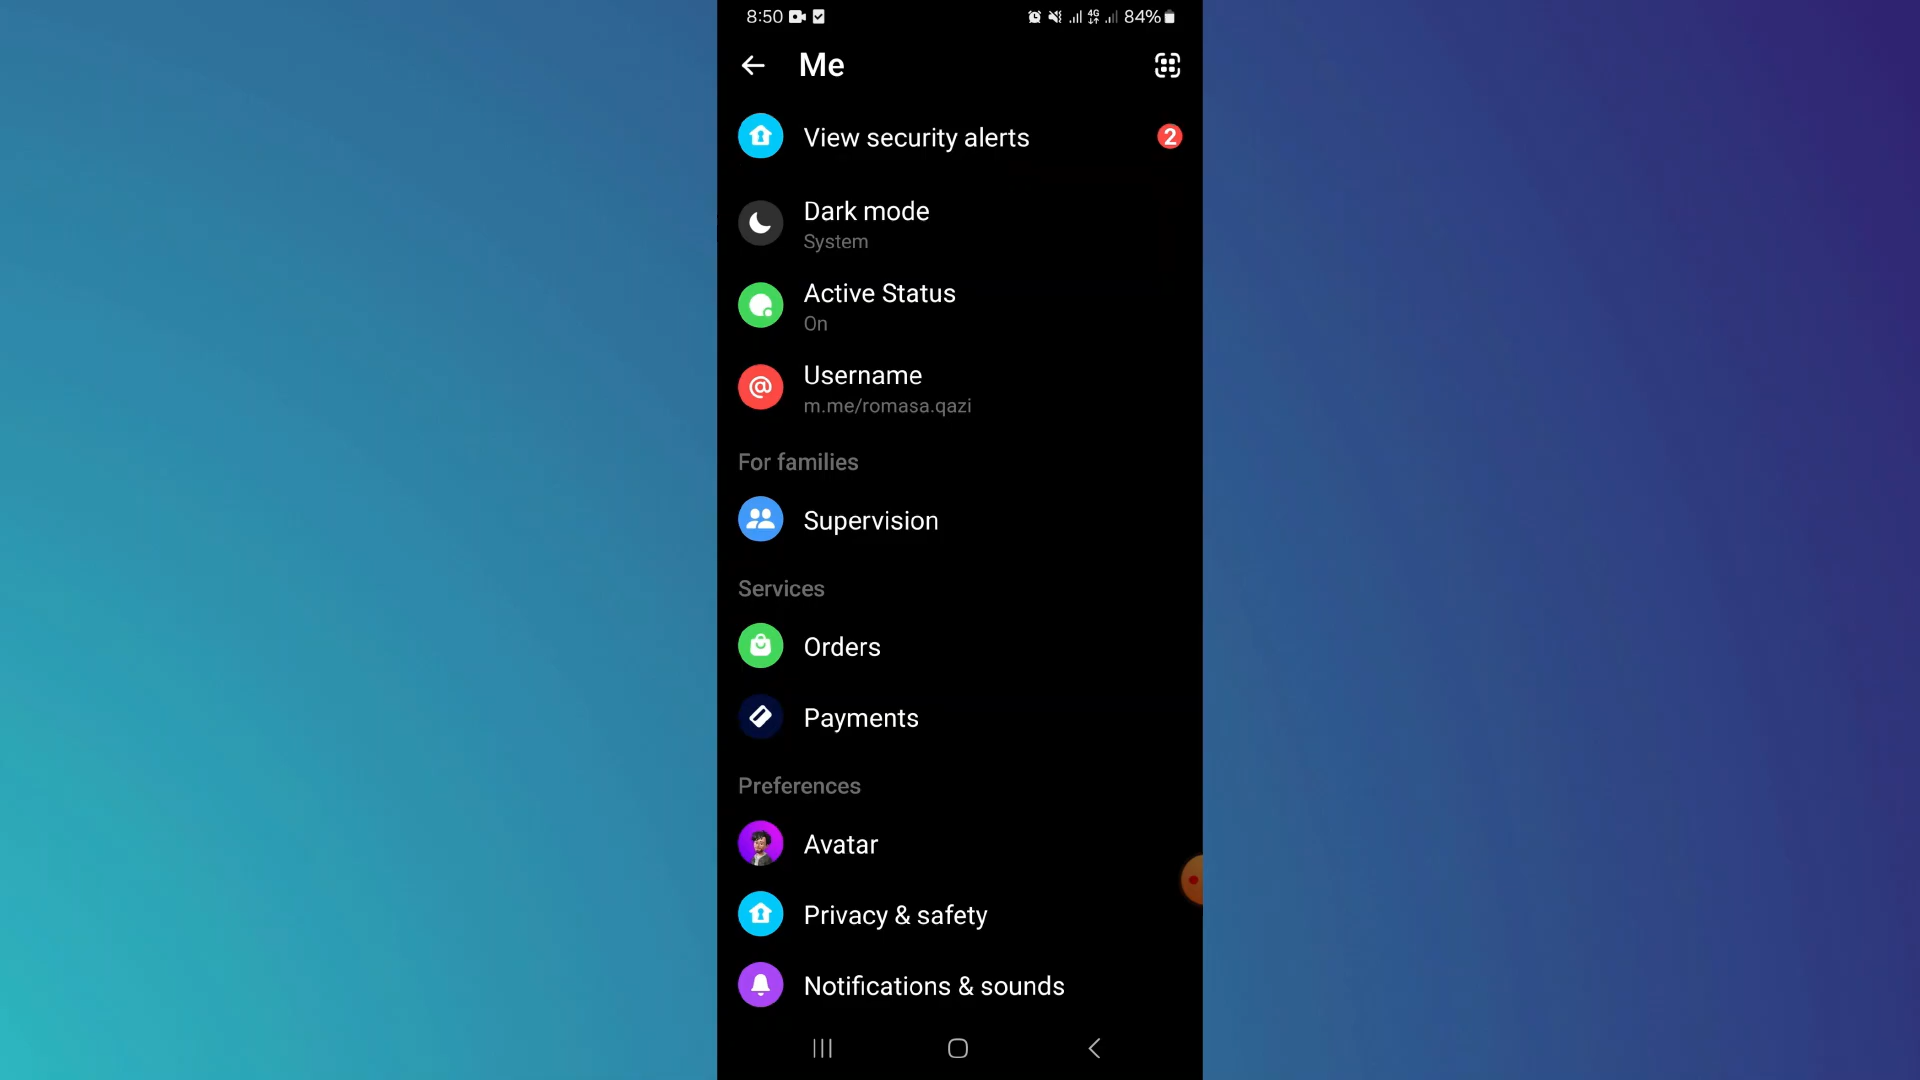 8:50 4G 84%
Me
View security alerts 2
Dark mode
System
Active Status
On
Username
m.me/romasa.qazi
For families
Supervision
Services
Orders
Payments
Preferences
Avatar
Privacy & safety
Notifications & sounds